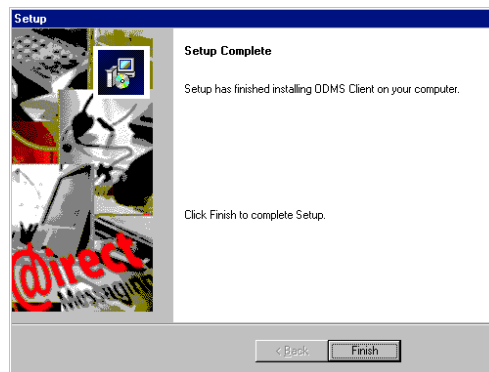 Setup
Setup Complete
Setup has finished installing ODMS Client on your computer.
Click Finish to complete Setup.
@irect
Messaging
< Back
Finish